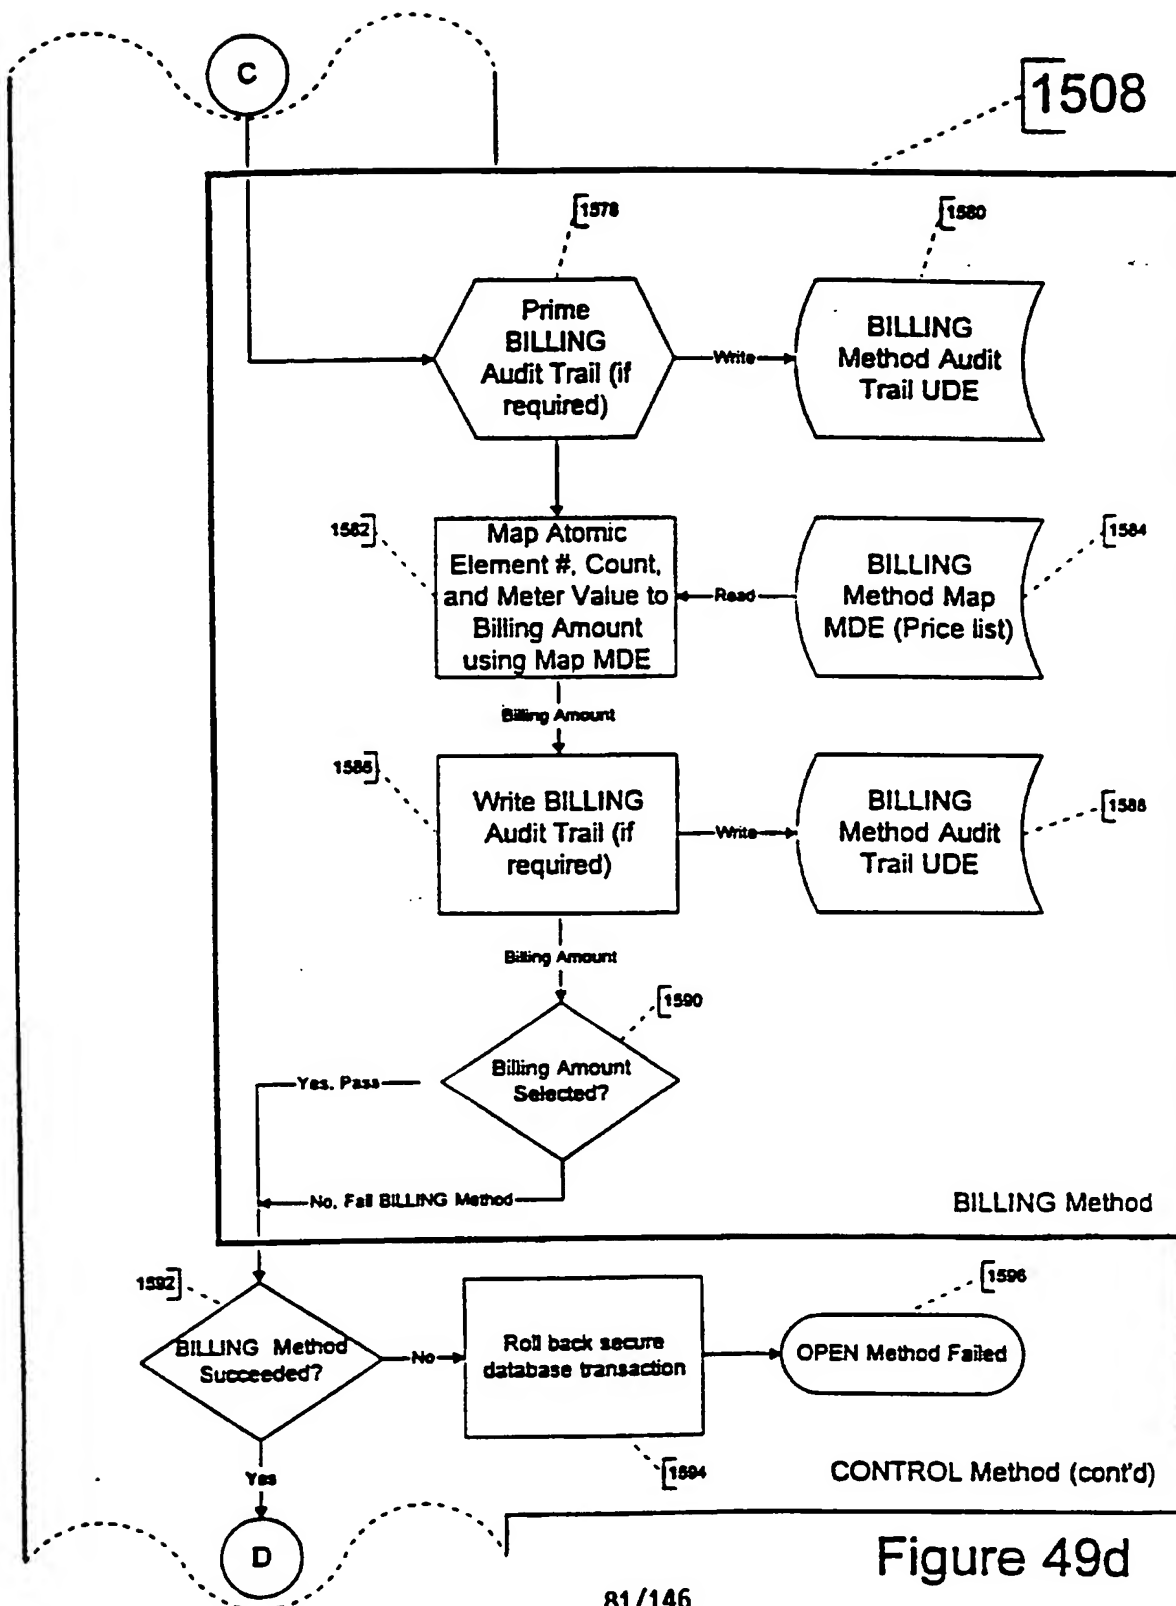 C
1508
1578
1580
Prime
BILLING
Audit Trail (if
required)
Write
BILLING
Method Audit
Trail UDE
1582
Map Atomic
Element #, Count,
and Meter Value to
Billing Amount
using Map MDE
Read
BILLING
Method Map
MDE (Price list)
1584
Billing Amount
1586
Write BILLING
Audit Trail (if
required)
Write
BILLING
Method Audit
Trail UDE
1588
Billing Amount
1590
Billing Amount
Selected?
Yes, Pass
No, Fail BILLING Method
BILLING Method
1592
BILLING Method
Succeeded?
No
Roll back secure
database transaction
1596
OPEN Method Failed
1594
Yes
CONTROL Method (cont'd)
D
Figure 49d
81/146